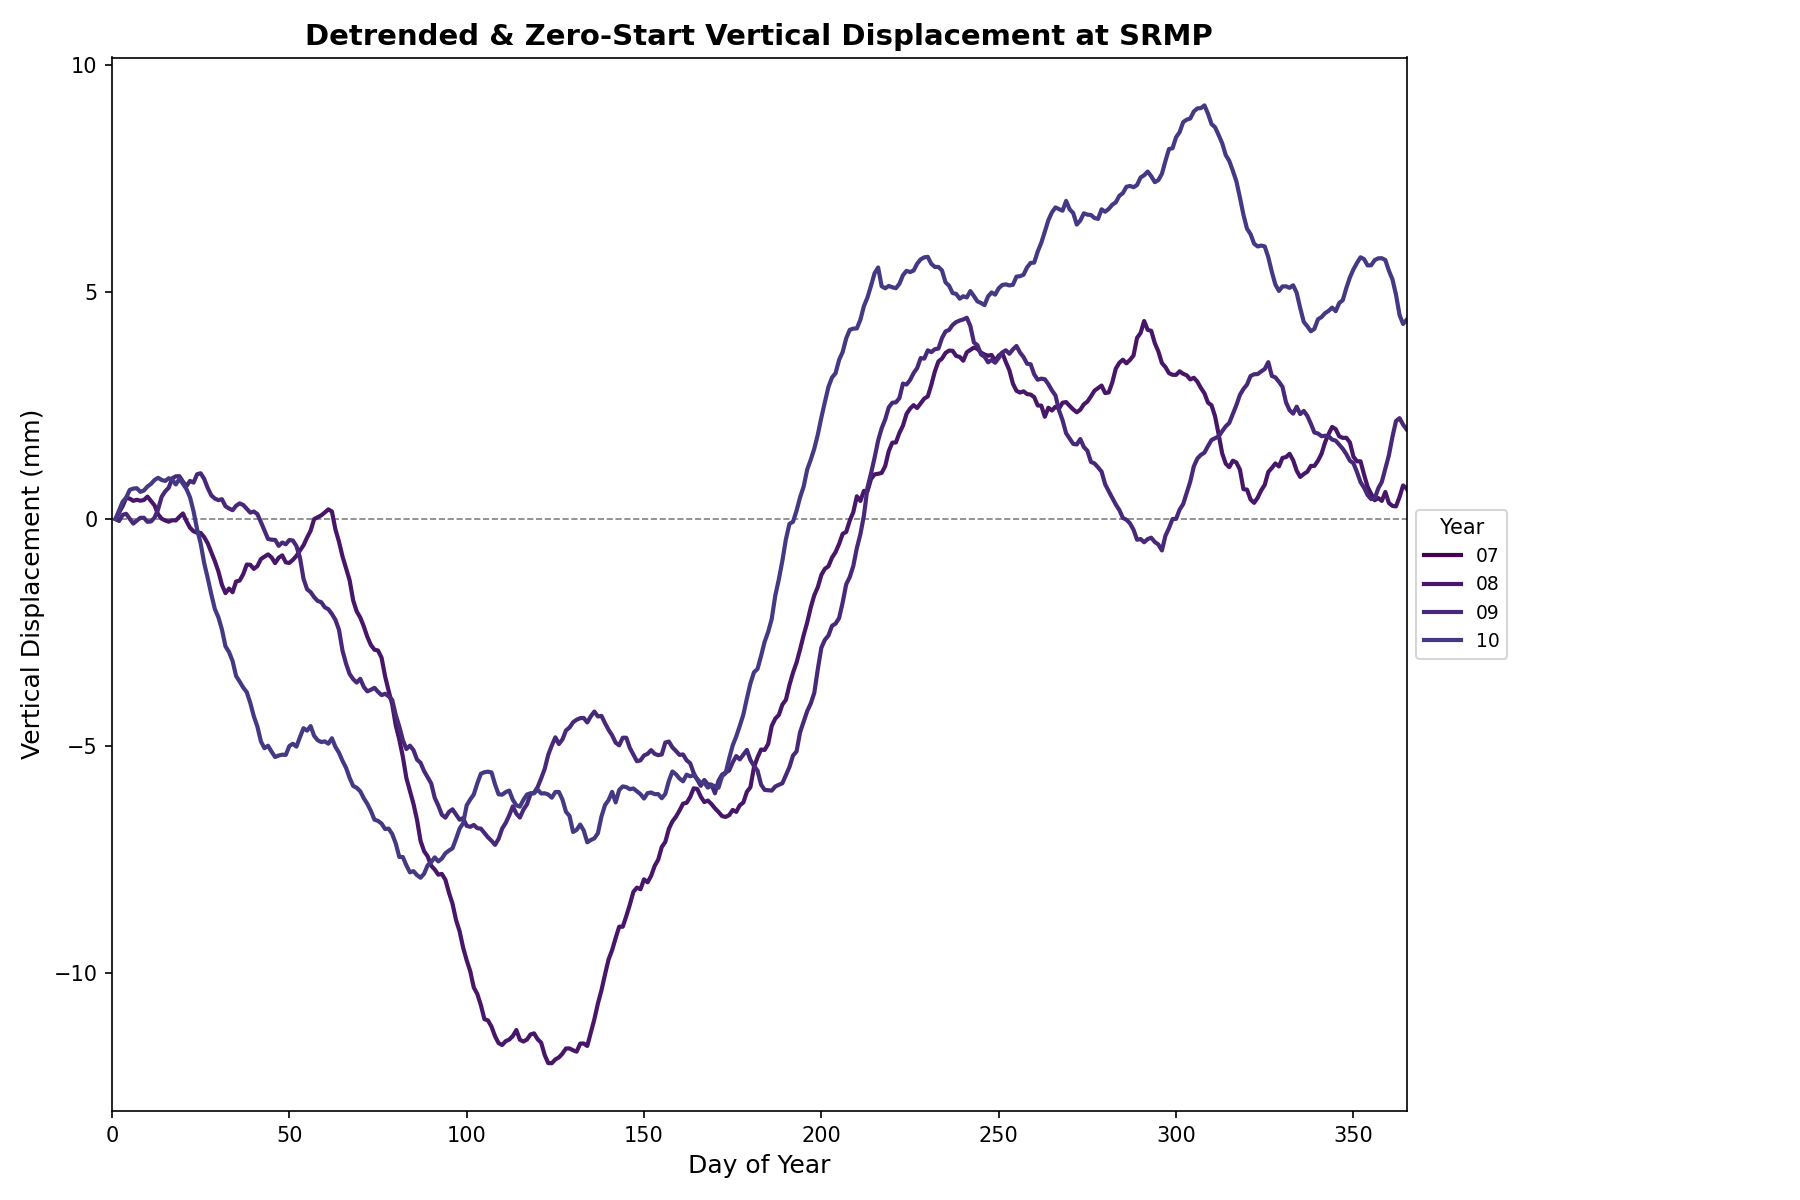 Detrended & Zero-Start Vertical Displacement at SRMP
10
5
0
−5
−10
Vertical Displacement (mm)
0 50 100 150 200 250 300 350
Day of Year
Year
07
08
09
10